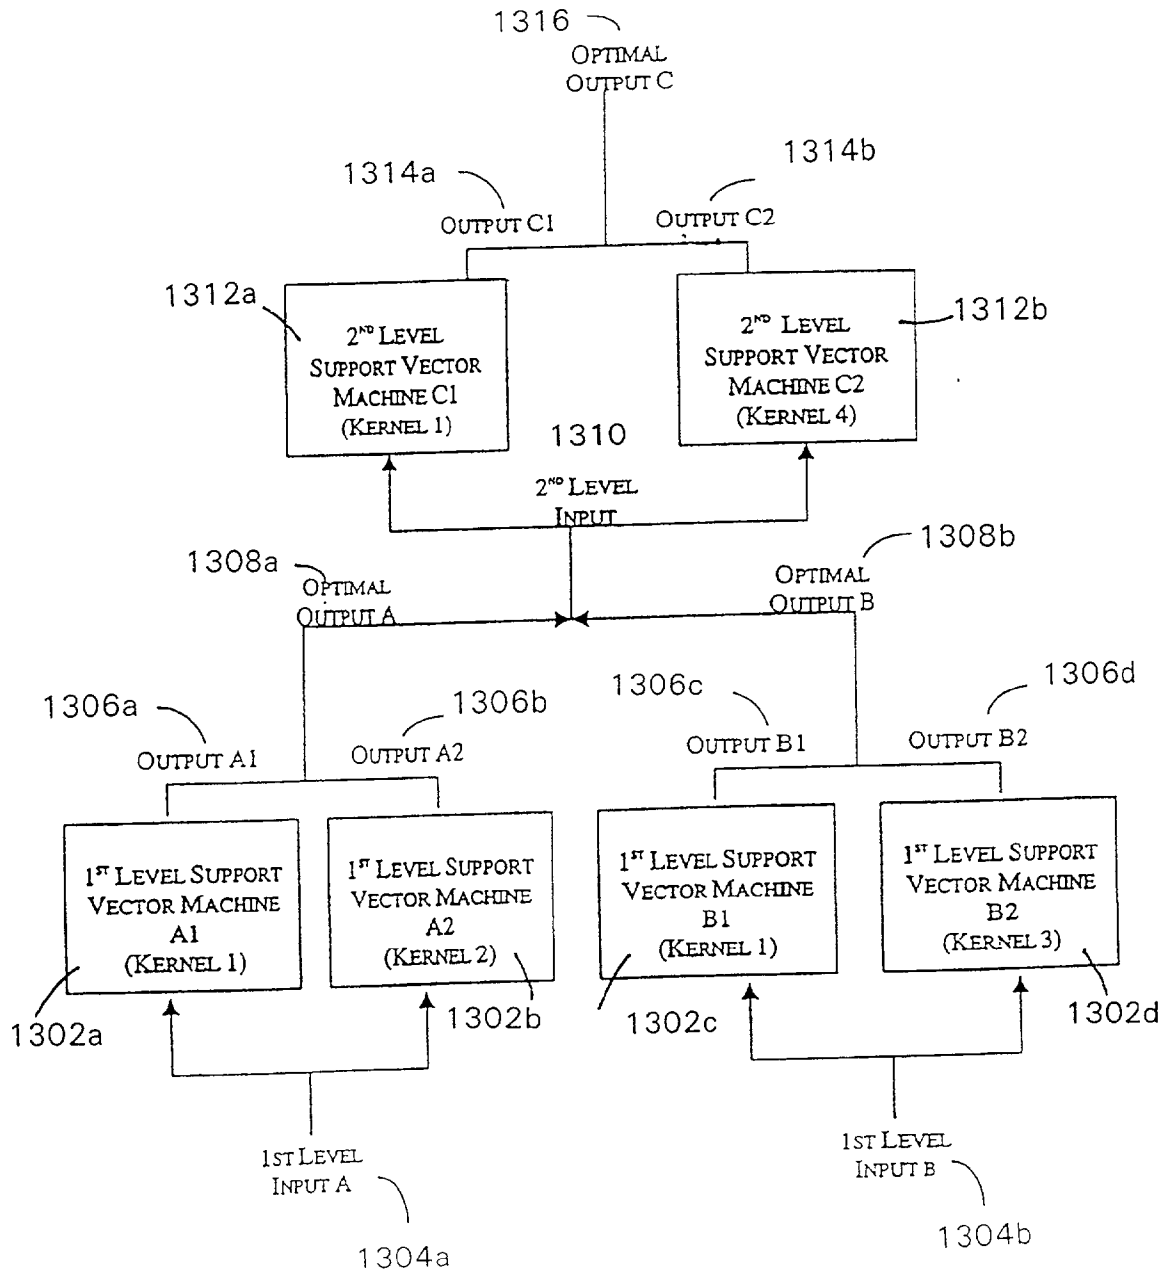 1316
OPTIMAL
OUTPUT C
1314a
1314b
OUTPUT C1
OUTPUT C2
1312a
2ND LEVEL
SUPPORT VECTOR
MACHINE C1
(KERNEL 1)
2ND LEVEL
SUPPORT VECTOR
MACHINE C2
(KERNEL 4)
1312b
1310
2ND LEVEL
INPUT
1308a
OPTIMAL
OUTPUT A
1308b
OPTIMAL
OUTPUT B
1306a
OUTPUT A1
1306b
OUTPUT A2
1306c
OUTPUT B1
1306d
OUTPUT B2
1ST LEVEL SUPPORT
VECTOR MACHINE
A1
(KERNEL 1)
1ST LEVEL SUPPORT
VECTOR MACHINE
A2
(KERNEL 2)
1ST LEVEL SUPPORT
VECTOR MACHINE
B1
(KERNEL 1)
1ST LEVEL SUPPORT
VECTOR MACHINE
B2
(KERNEL 3)
1302a
1302b
1302c
1302d
1ST LEVEL
INPUT A
1304a
1ST LEVEL
INPUT B
1304b